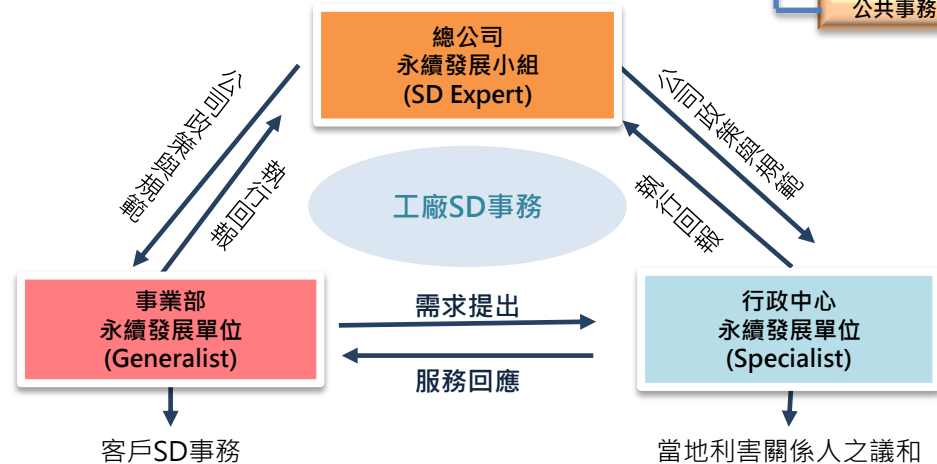 公共事務
總公司
永續發展小組
(SD Expert)
公司政策與規範
執行回報
公司政策與規範
執行回報
工廠SD事務
事業部
永續發展單位
(Generalist)
需求提出
服務回應
行政中心
永續發展單位
(Specialist)
客戶SD事務
當地利害關係人之議和